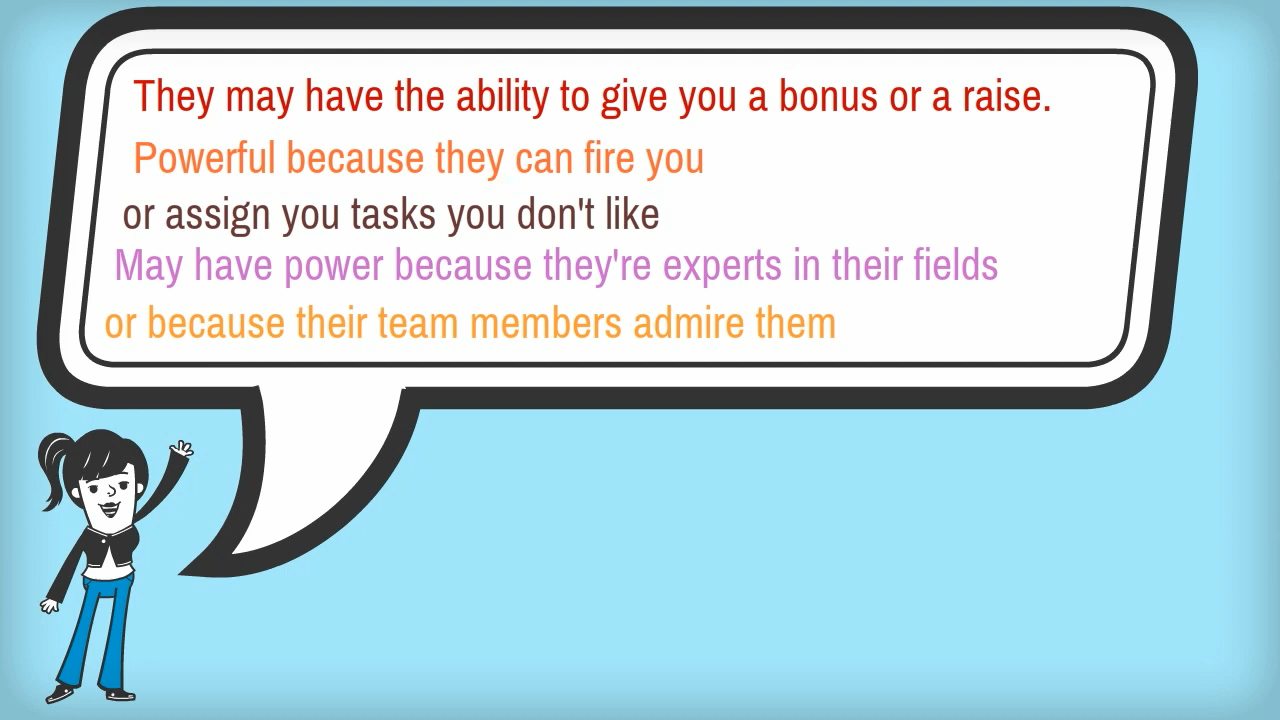 They may have the ability to give you a bonus or a raise.
Powerful because they can fire you
or assign you tasks you don't like
May have power because they're experts in their fields
or because their team members admire them